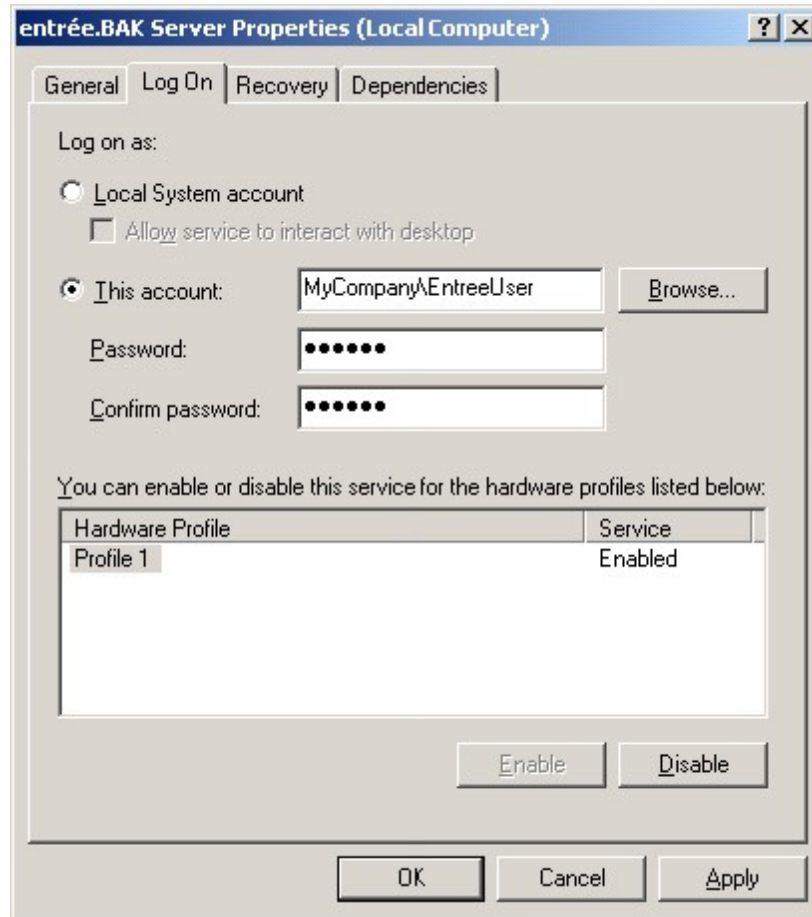 entrée.BAK Server Properties (Local Computer)
General Log On Recovery Dependencies
Log on as:
Local System account
Allow service to interact with desktop
This account: MyCompany\EntreeUser Browse...
Password: ●●●●●●
Confirm password: ●●●●●●
You can enable or disable this service for the hardware profiles listed below:
Hardware Profile Service
Profile 1 Enabled
Enable Disable
OK Cancel Apply